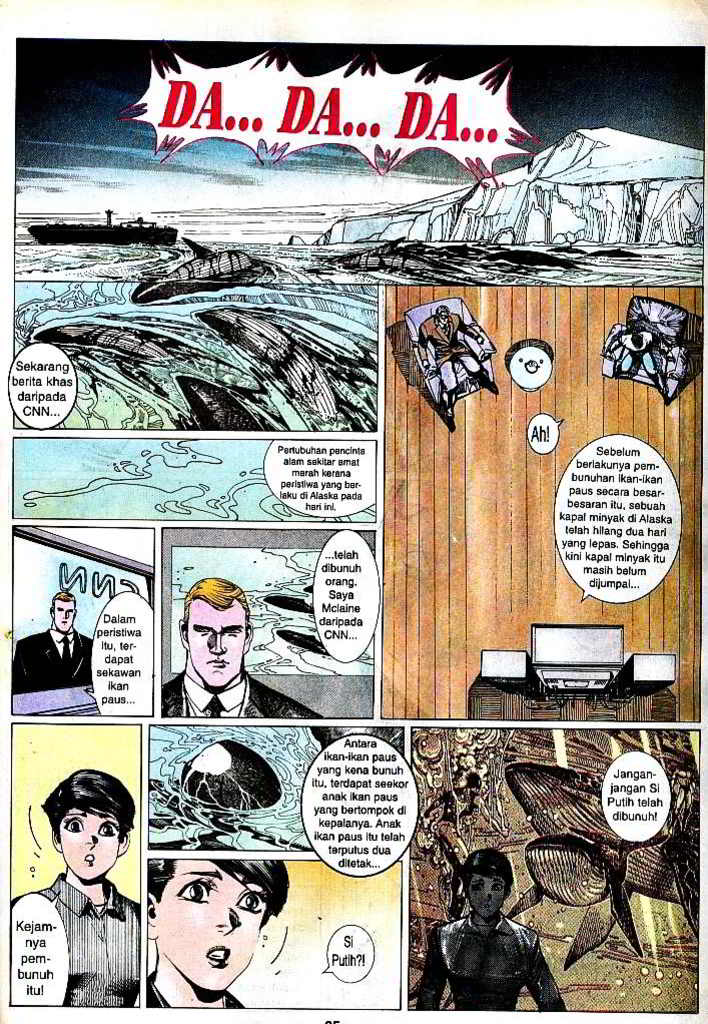 DA... DA... DA...
Sekarang
berita khas
daripada
CNN...
Pertubuhan pencinta
alam sekitar amat
marah kerana
peristiwa yang ber-
laku di Alaska pada
hari ini.
Ah!
Sebelum
berlakunya pem-
bunuhan ikan-ikan
paus secara besar-
besaran itu, sebuah
kapal minyak di Alaska
telah hilang dua hari
yang lepas. Sehingga
kini kapal minyak itu
masih belum
dijumpai...
CNN
Dalam
peristiwa
itu, ter-
dapat
sekawan
ikan
paus...
...telah
dibunuh
orang.
Saya
Mclaine
daripada
CNN...
Kejam-
nya
pem-
bunuh
itu!
Antara
ikan-ikan paus
yang kena bunuh
itu, terdapat seekor
anak ikan paus
yang bertompok di
kepalanya. Anak
ikan paus itu telah
terputus dua
ditetak...
Si
Putih?!
Jangan-
jangan Si
Putih telah
dibunuh!